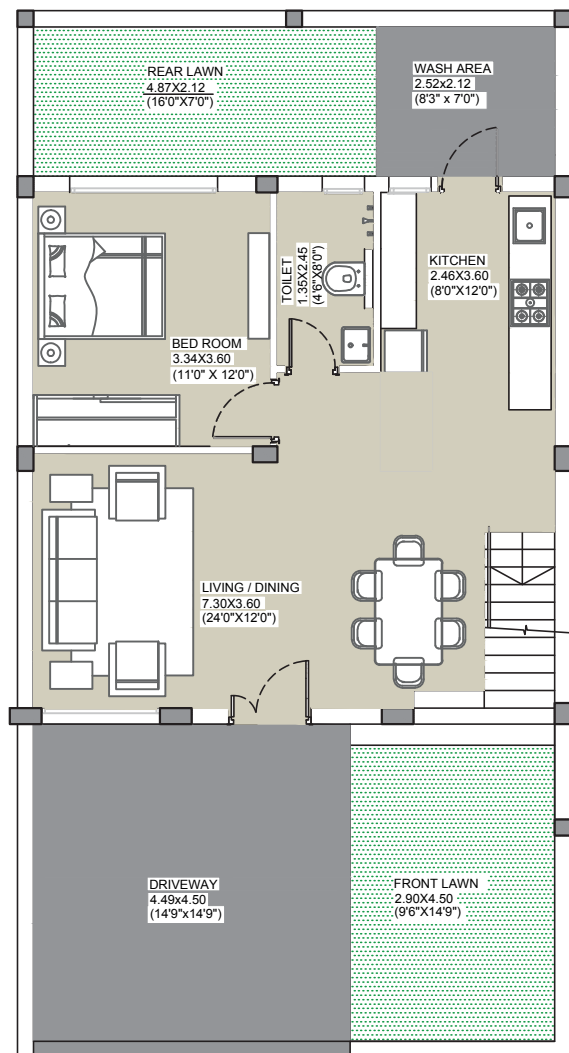 REAR LAWN
4.87X2.12
(16'0"X7'0")
WASH AREA
2.52x2.12
(8'3" x 7'0")
TOILET
1.35X2.45
(4'6"X8'0")
KITCHEN
2.46X3.60
(8'0"X12'0")
BED ROOM
3.34X3.60
(11'0" X 12'0")
LIVING / DINING
7.30X3.60
(24'0"X12'0")
DRIVEWAY
4.49x4.50
(14'9"x14'9")
FRONT LAWN
2.90X4.50
(9'6"X14'9")